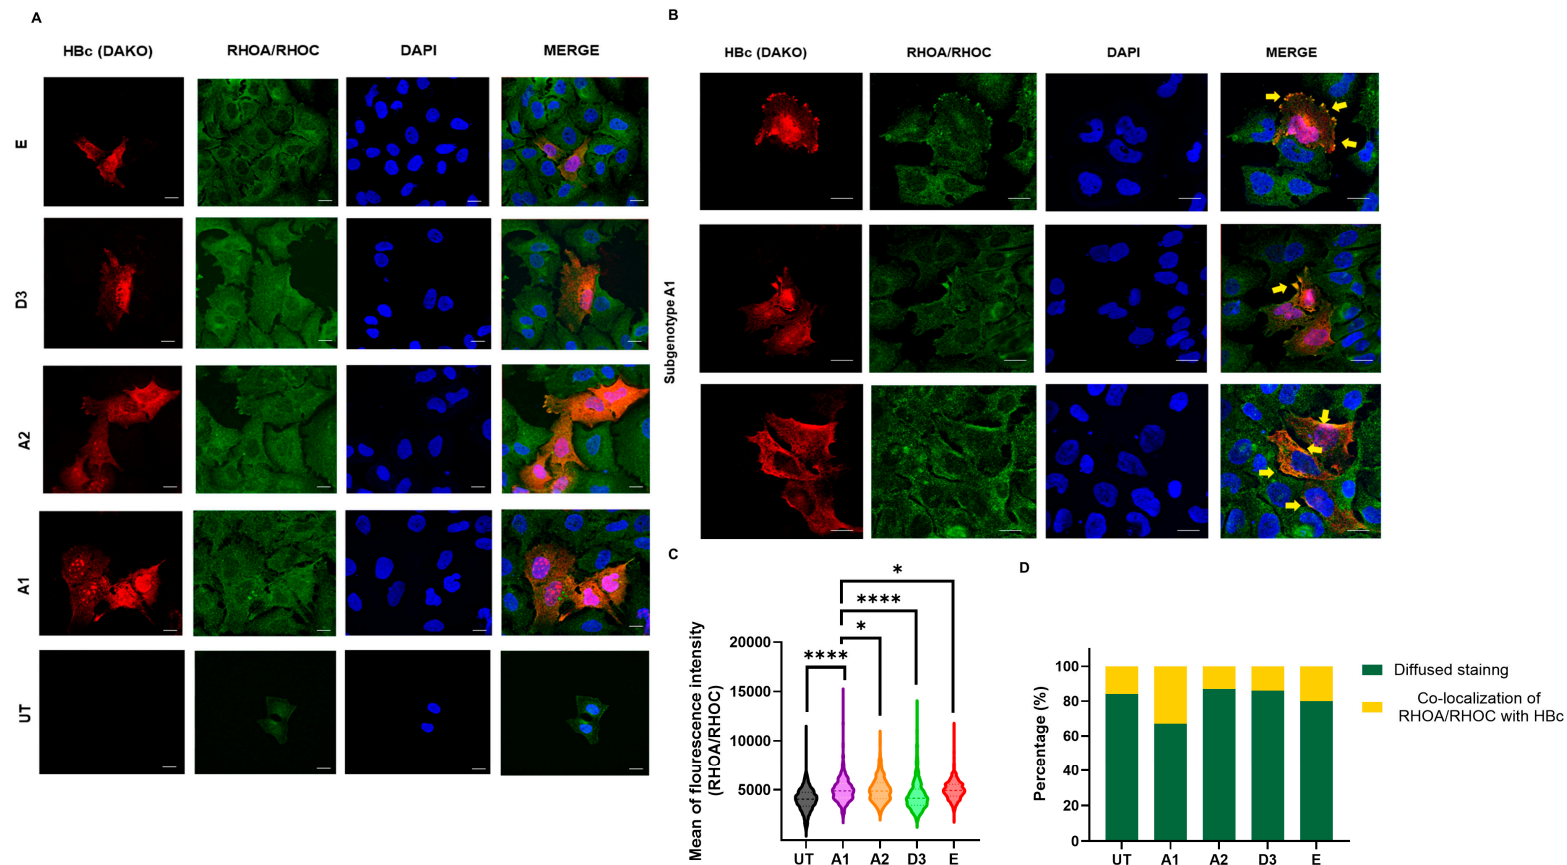 A
HBc (DAKO) RHOA/RHOC DAPI MERGE
E
D3
A2
A1
UT
B
HBc (DAKO) RHOA/RHOC DAPI MERGE
Subgenotype A1
C
Mean of flourescence intensity
(RHOA/RHOC)
20000
15000
10000
5000
*
****
*
****
UT A1 A2 D3 E
D
Percentage (%)
100
80
60
40
20
0
UT A1 A2 D3 E
Diffused stainng
Co-localization of
RHOA/RHOC with HBc